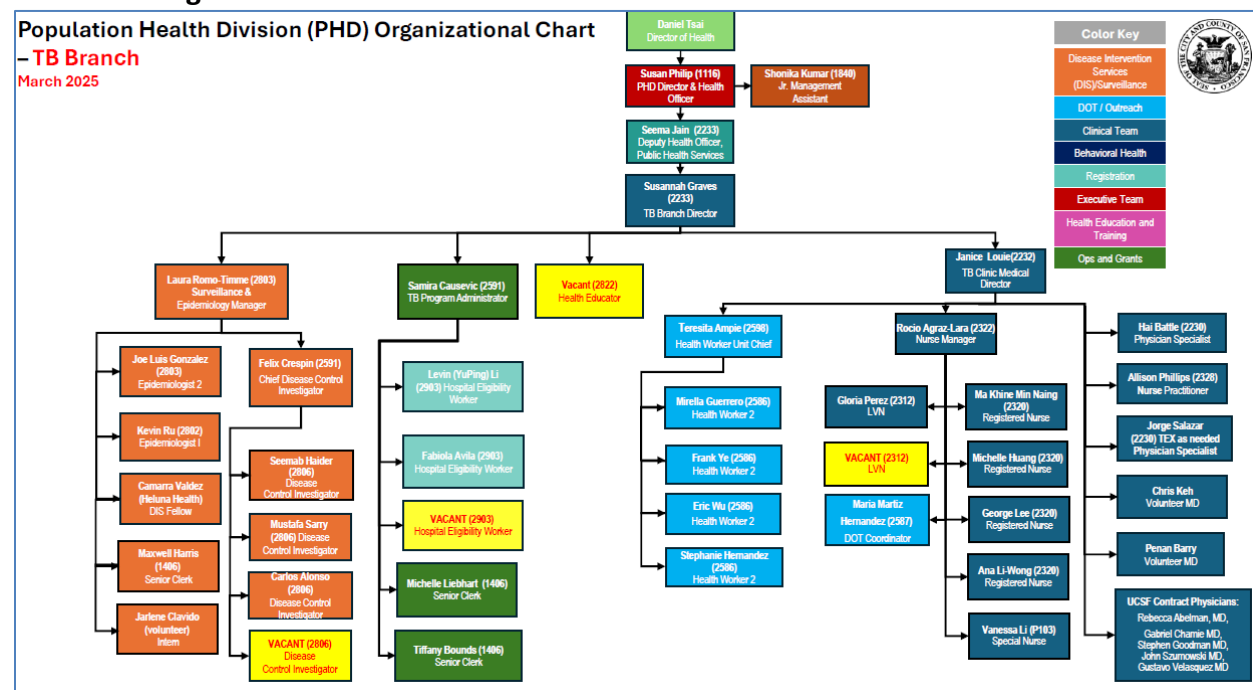 Population Health Division (PHD) Organizational Chart
– TB Branch
March 2025
Daniel Tsai
Director of Health
Susan Philip (1116)
PHD Director & Health
Officer
Shonika Kumar (1840)
Jr. Management
Assistant
Seema Jain (2233)
Deputy Health Officer,
Public Health Services
Susannah Graves
(2233)
TB Branch Director
Color Key
Disease Intervention
Services
(DIS)/Surveillance
DOT / Outreach
Clinical Team
Behavioral Health
Registration
Executive Team
Health Education and
Training
Ops and Grants
SEAL OF THE CITY AND COUNTY OF SAN FRANCISCO
Laura Romo-Timme (2803)
Surveillance &
Epidemiology Manager
Samira Causevic (2591)
TB Program Administrator
Vacant (2822)
Health Educator
Janice Louie(2232)
TB Clinic Medical
Director
Joe Luis Gonzalez
(2803)
Epidemiologist 2
Kevin Ru (2802)
Epidemiologist I
Camarra Valdez
(Heluna Health)
DIS Fellow
Maxwell Harris
(1406)
Senior Clerk
Jarlene Clavido
(volunteer)
Intern
Felix Crespin (2591)
Chief Disease Control
Investigator
Seemab Haider
(2806)
Disease
Control Investigator
Mustafa Sarry
(2806) Disease
Control Investigator
Carlos Alonso
(2806)
Disease Control
Investigator
VACANT (2806)
Disease
Control Investigator
Levin (YuPing) Li
(2903) Hospital Eligibility
Worker
Fabiola Avila (2903)
Hospital Eligibility Worker
VACANT (2903)
Hospital Eligibility Worker
Michelle Liebhart (1406)
Senior Clerk
Tiffany Bounds (1406)
Senior Clerk
Teresita Ampie (2598)
Health Worker Unit Chief
Mirella Guerrero (2586)
Health Worker 2
Frank Ye (2586)
Health Worker 2
Eric Wu (2586)
Health Worker 2
Stephanie Hernandez
(2586)
Health Worker 2
Rocio Agraz-Lara (2322)
Nurse Manager
Gloria Perez (2312)
LVN
VACANT (2312)
LVN
Maria Martiz
Hernandez (2587)
DOT Coordinator
Ma Khine Min Naing
(2320)
Registered Nurse
Michelle Huang (2320)
Registered Nurse
George Lee (2320)
Registered Nurse
Ana Li-Wong (2320)
Registered Nurse
Vanessa Li (P103)
Special Nurse
Hai Battle (2230)
Physician Specialist
Allison Phillips (2328)
Nurse Practitioner
Jorge Salazar
(2230) TEX as needed
Physician Specialist
Chris Keh
Volunteer MD
Penan Barry
Volunteer MD
UCSF Contract Physicians:
Rebecca Abelman, MD,
Gabriel Chamie MD,
Stephen Goodman MD,
John Szumowski MD,
Gustavo Velasquez MD